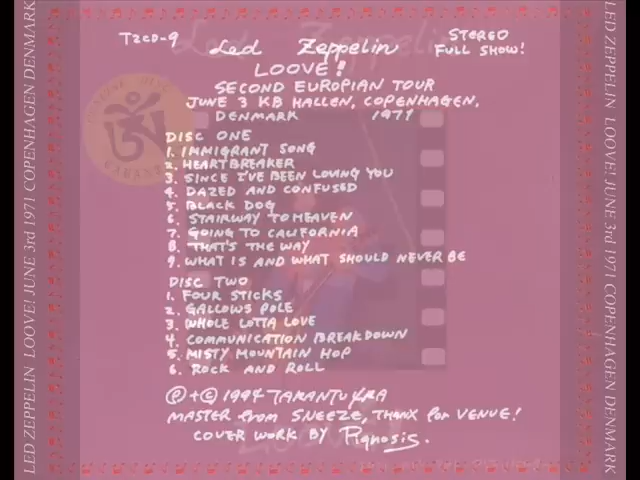 LED ZEPPELIN LOOVE! JUNE 3rd 1971 COPENHAGEN DENMARK
T2CD-9
Led Zeppelin
STEREO
FULL SHOW!
LOOVE!
SECOND EUROPIAN TOUR
JUNE 3 KB HALLEN, COPENHAGEN,
DENMARK 1971
DISC ONE
1. IMMIGRANT SONG
2. HEARTBREAKER
3. SINCE I'VE BEEN LOVING YOU
4. DAZED AND CONFUSED
5. BLACK DOG
6. STAIRWAY TO HEAVEN
7. GOING TO CALIFORNIA
8. THAT'S THE WAY
9. WHAT IS AND WHAT SHOULD NEVER BE
DISC TWO
1. FOUR STICKS
2. GALLOWS POLE
3. WHOLE LOTTA LOVE
4. COMMUNICATION BREAKDOWN
5. MISTY MOUNTAIN HOP
6. ROCK AND ROLL
℗+© 1994 TARANTURA
MASTER from SNEEZE, THANX for VENUE!
COVER WORK BY Pignosis.
LED ZEPPELIN LOOVE! JUNE 3rd 1971 COPENHAGEN DENMARK